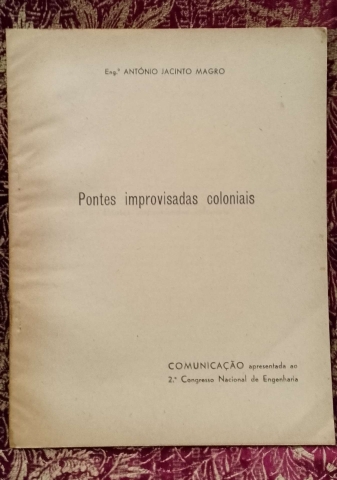 Eng.º ANTÓNIO JACINTO MAGRO
Pontes improvisadas coloniais
COMUNICAÇÃO apresentada ao
2.º Congresso Nacional de Engenharia